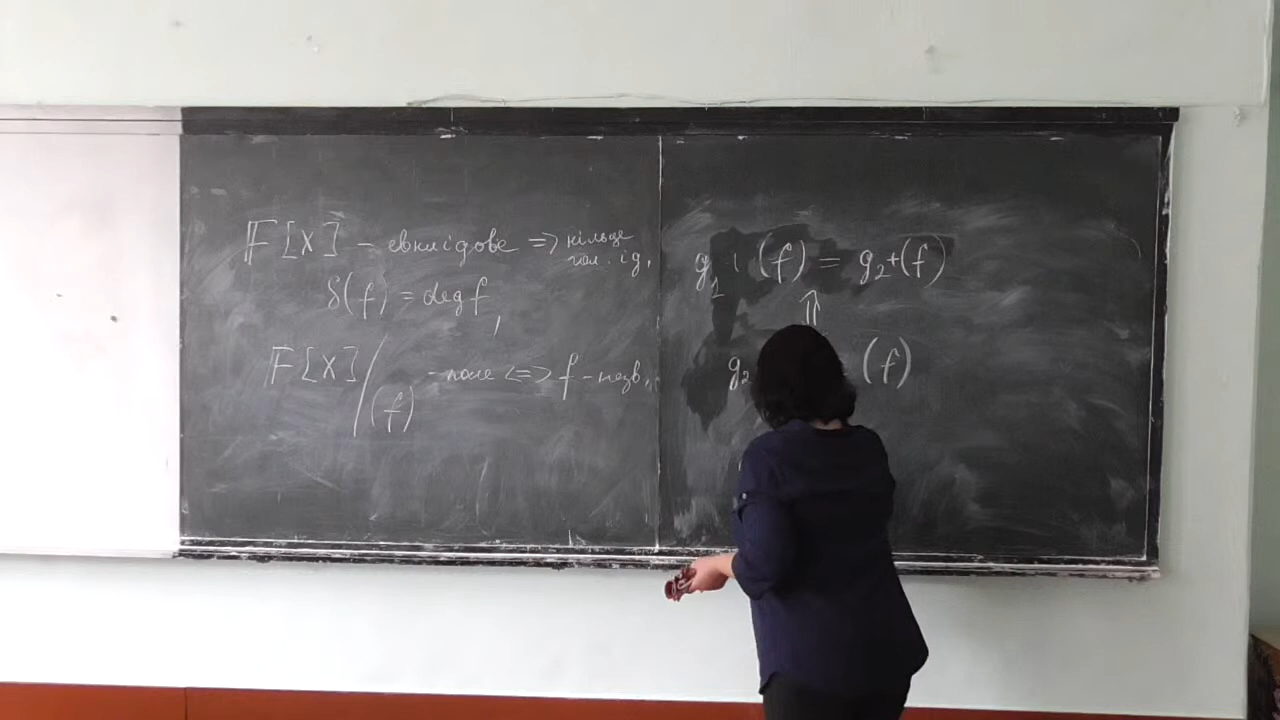 𝔽[X] - евклідове => кільце
гол. ід.
δ(f) = deg f,
𝔽[X]/(f) - поле <=> f - незв.
g₁ + (f) = g₂+(f)
⇑
g₂ (f)